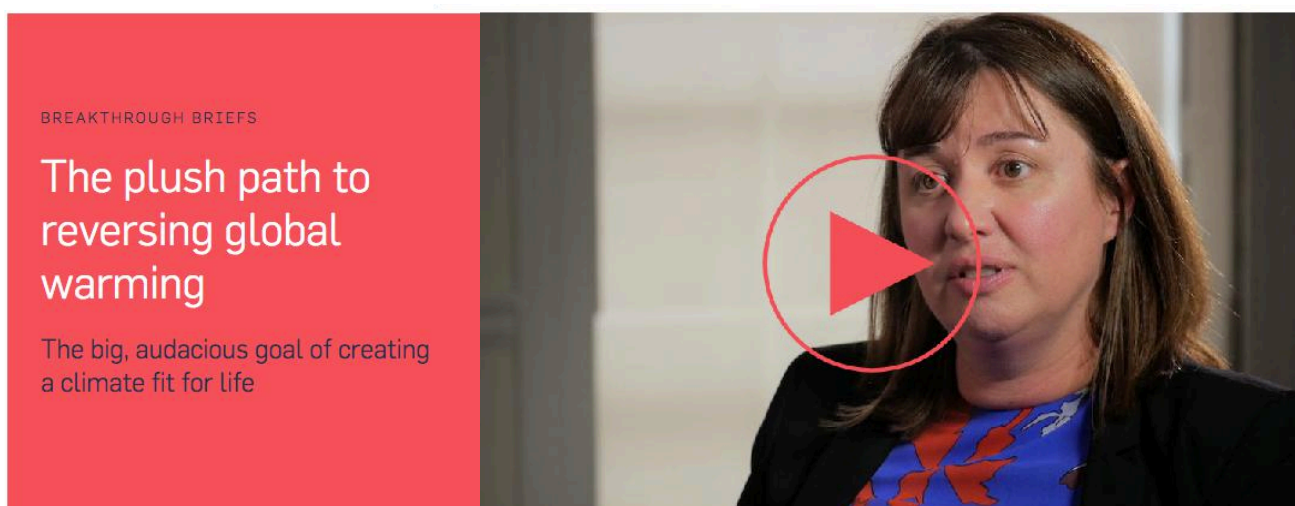 BREAKTHROUGH BRIEFS
The plush path to
reversing global
warming
The big, audacious goal of creating
a climate fit for life